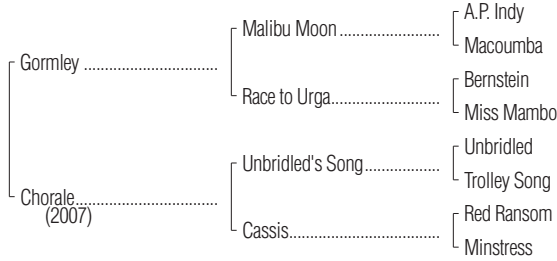 A.P. Indy
Malibu Moon ........................
Macoumba
Gormley ................................
Bernstein
Race to Urga..........................
Miss Mambo
Unbridled
Unbridled's Song..................
Trolley Song
Chorale..................................
(2007)
Red Ransom
Cassis....................................
Minstress